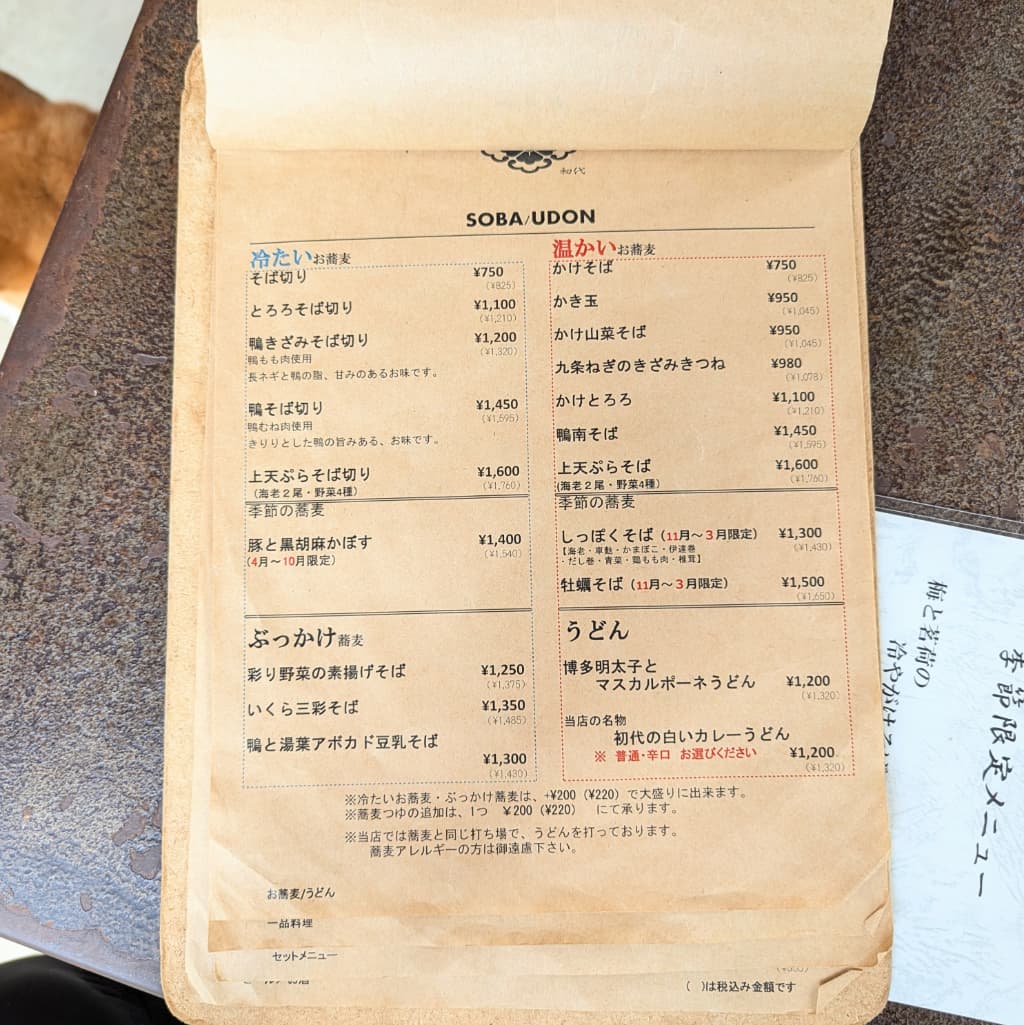 初代
SOBA/UDON
冷たいお蕎麦
そば切り ¥750
(¥825)
とろろそば切り ¥1,100
(¥1,210)
鴨きざみそば切り ¥1,200
(¥1,320)
鴨もも肉使用
長ネギと鴨の脂、甘みのあるお味です。
鴨そば切り ¥1,450
(¥1,595)
鴨むね肉使用
きりりとした鴨の旨みある、お味です。
上天ぷらそば切り ¥1,600
(¥1,760)
(海老２尾・野菜4種)
季節の蕎麦
豚と黒胡麻かぼす ¥1,400
(¥1,540)
(4月～10月限定)
ぶっかけ蕎麦
彩り野菜の素揚げそば ¥1,250
(¥1,375)
いくら三彩そば ¥1,350
(¥1,485)
鴨と湯葉アボカド豆乳そば
¥1,300
(¥1,430)
温かいお蕎麦
かけそば ¥750
(¥825)
かき玉 ¥950
(¥1,045)
かけ山菜そば ¥950
(¥1,045)
九条ねぎのきざみきつね ¥980
(¥1,078)
かけとろろ ¥1,100
(¥1,210)
鴨南そば ¥1,450
(¥1,595)
上天ぷらそば ¥1,600
(¥1,760)
(海老２尾・野菜4種)
季節の蕎麦
しっぽくそば（11月～３月限定） ¥1,300
(¥1,430)
【海老・車麩・かまぼこ・伊達巻
・だし巻・青菜・鶏もも肉・椎茸】
牡蠣そば（11月～３月限定） ¥1,500
(¥1,650)
うどん
博多明太子と
マスカルポーネうどん ¥1,200
(¥1,320)
当店の名物
初代の白いカレーうどん
※ 普通・辛口 お選びください ¥1,200
(¥1,320)
※冷たいお蕎麦・ぶっかけ蕎麦は、+¥200（¥220）で大盛りに出来ます。
※蕎麦つゆの追加は、1つ ￥200（¥220） にて承ります。
※当店では蕎麦と同じ打ち場で、うどんを打っております。
蕎麦アレルギーの方は御遠慮下さい。
お蕎麦/うどん
一品料理
セットメニュー
( )は税込み金額です
季節限定メニュー
梅と茗荷の